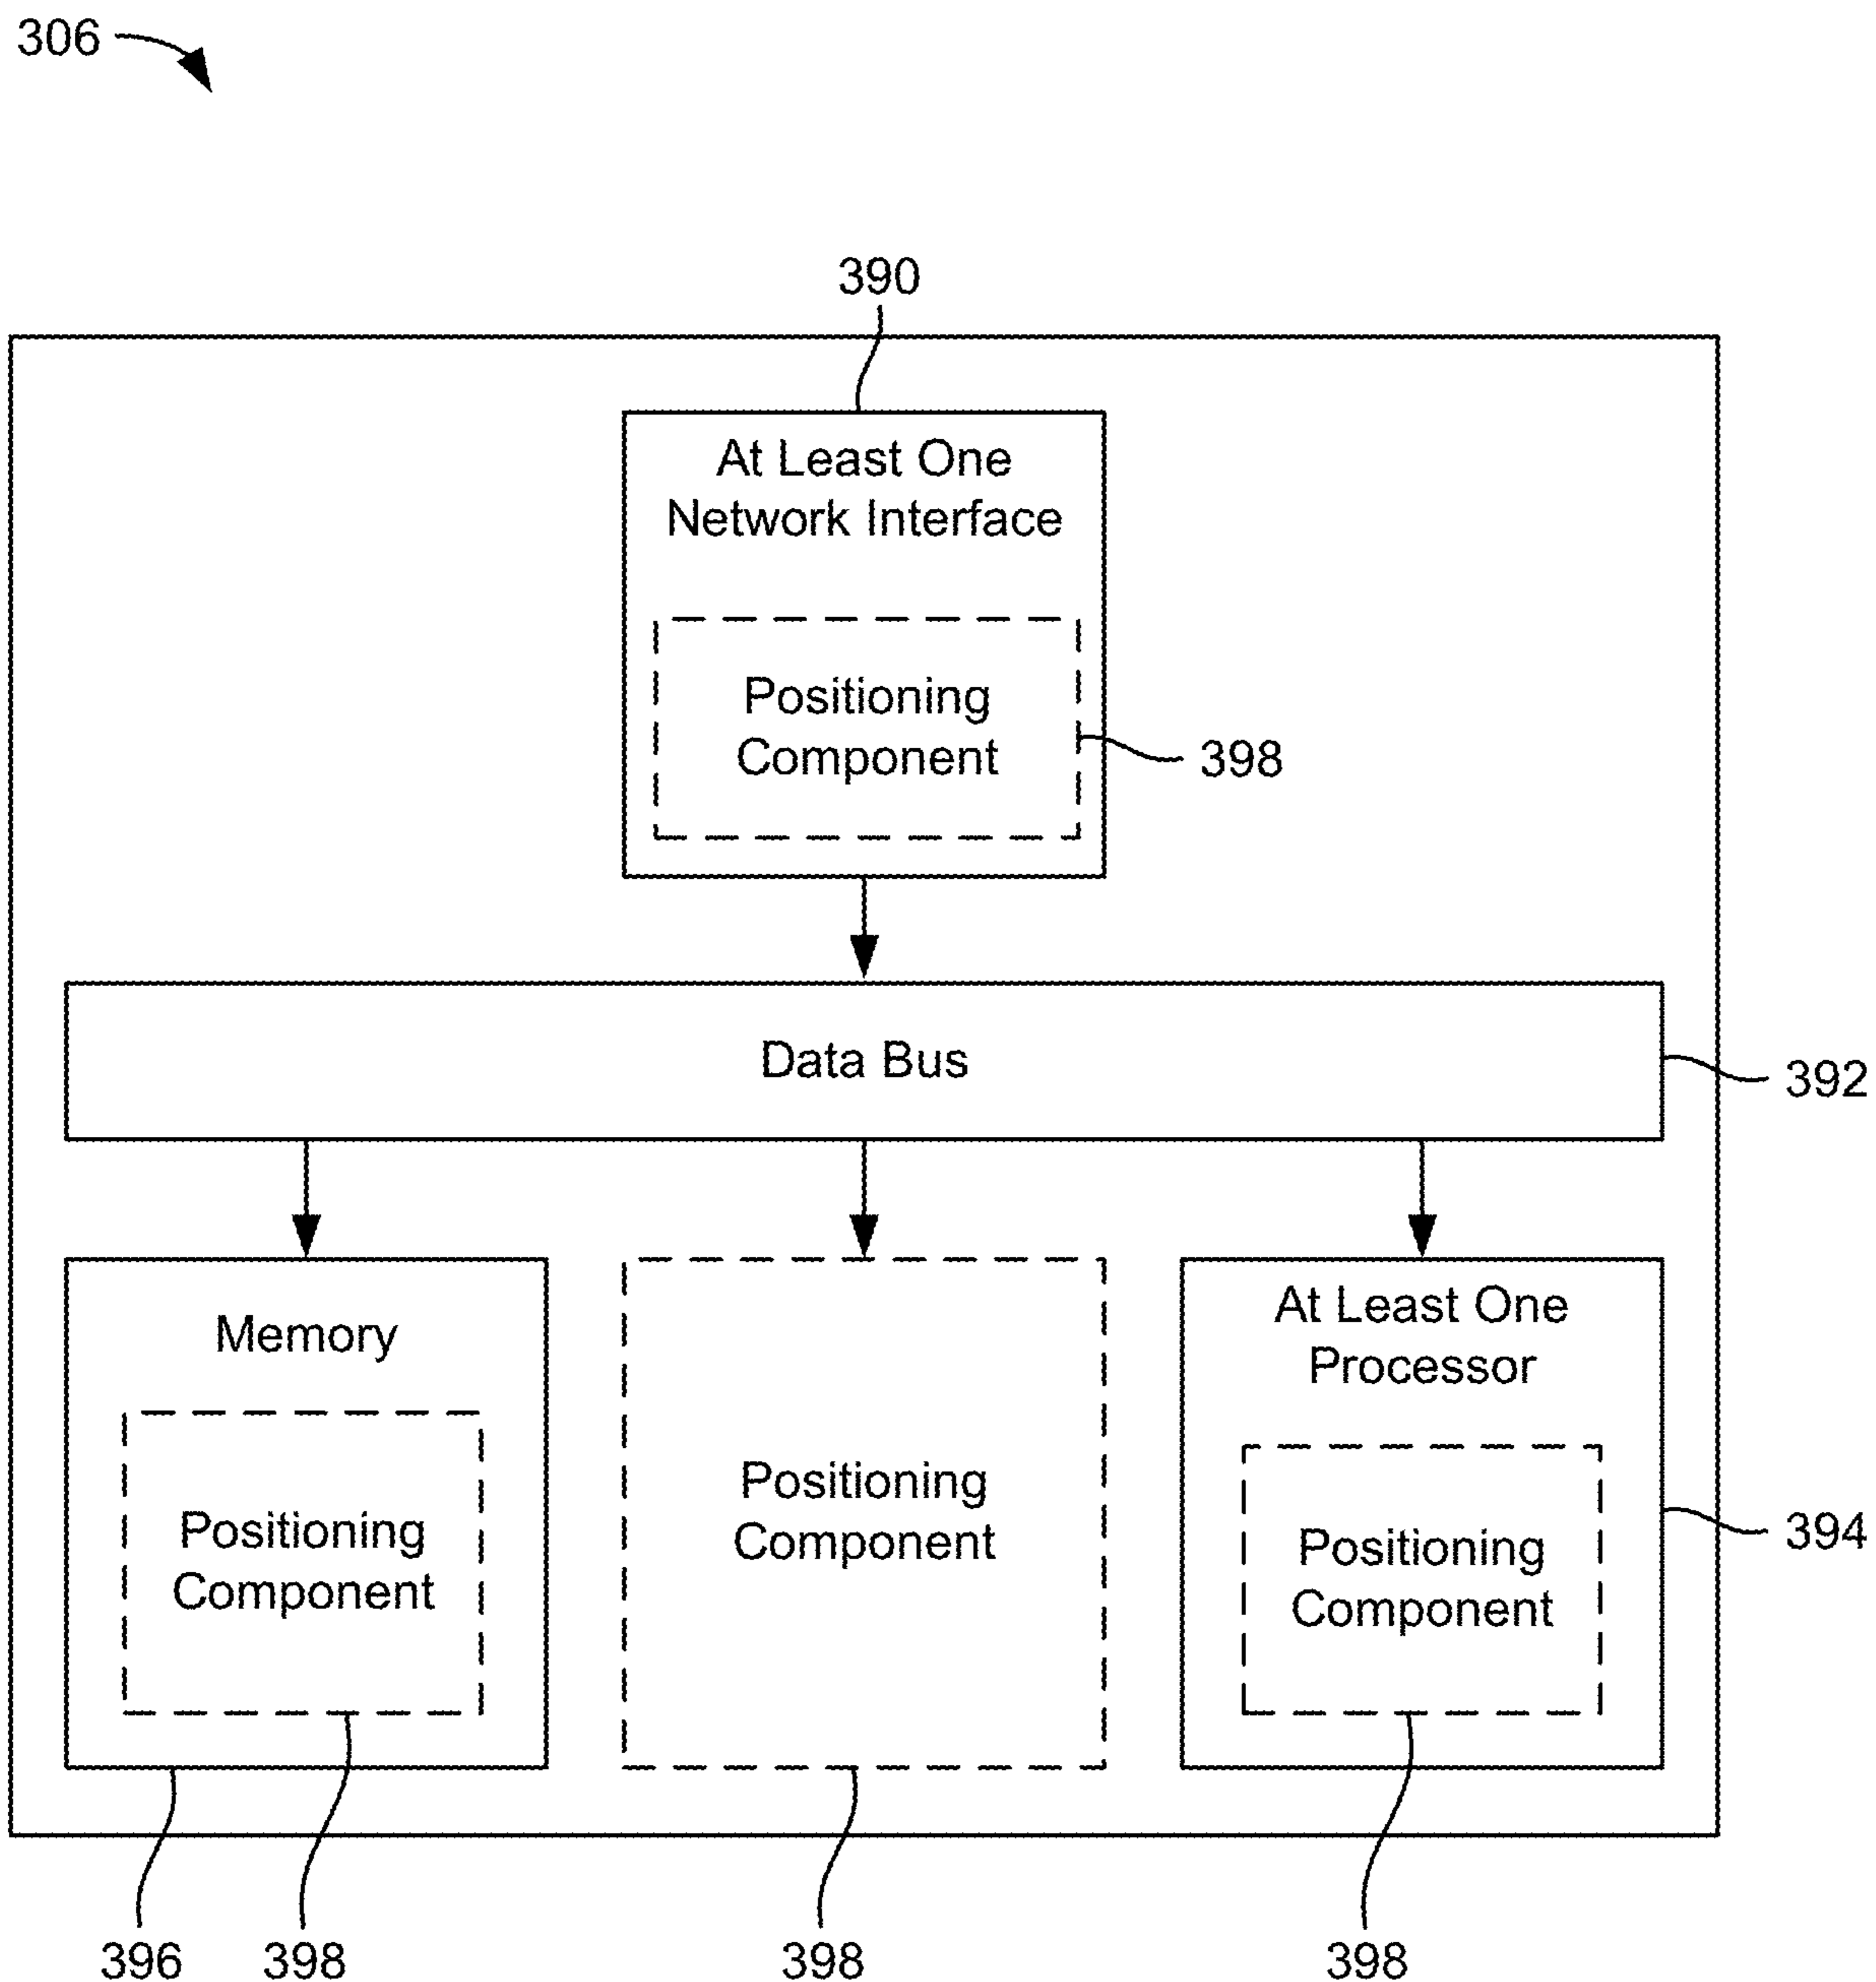 306
390
At Least One
Network Interface
Positioning
Component
398
Data Bus
392
Memory
Positioning
Component
Positioning
Component
At Least One
Processor
Positioning
Component
394
396
398
398
398